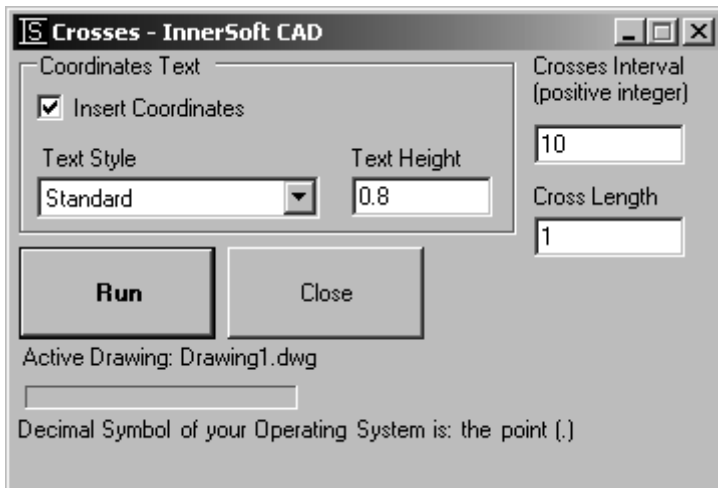 IS Crosses - InnerSoft CAD
Coordinates Text
Insert Coordinates
Text Style
Text Height
Standard
0.8
Crosses Interval
(positive integer)
10
Cross Length
1
Run
Close
Active Drawing: Drawing1.dwg
Decimal Symbol of your Operating System is: the point (.)